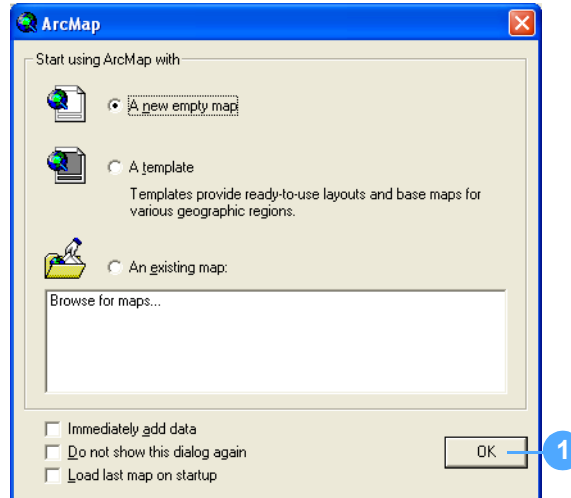 ArcMap
Start using ArcMap with
A new empty map
A template
Templates provide ready-to-use layouts and base maps for
various geographic regions.
An existing map:
Browse for maps...
Immediately add data
Do not show this dialog again
Load last map on startup
OK
1